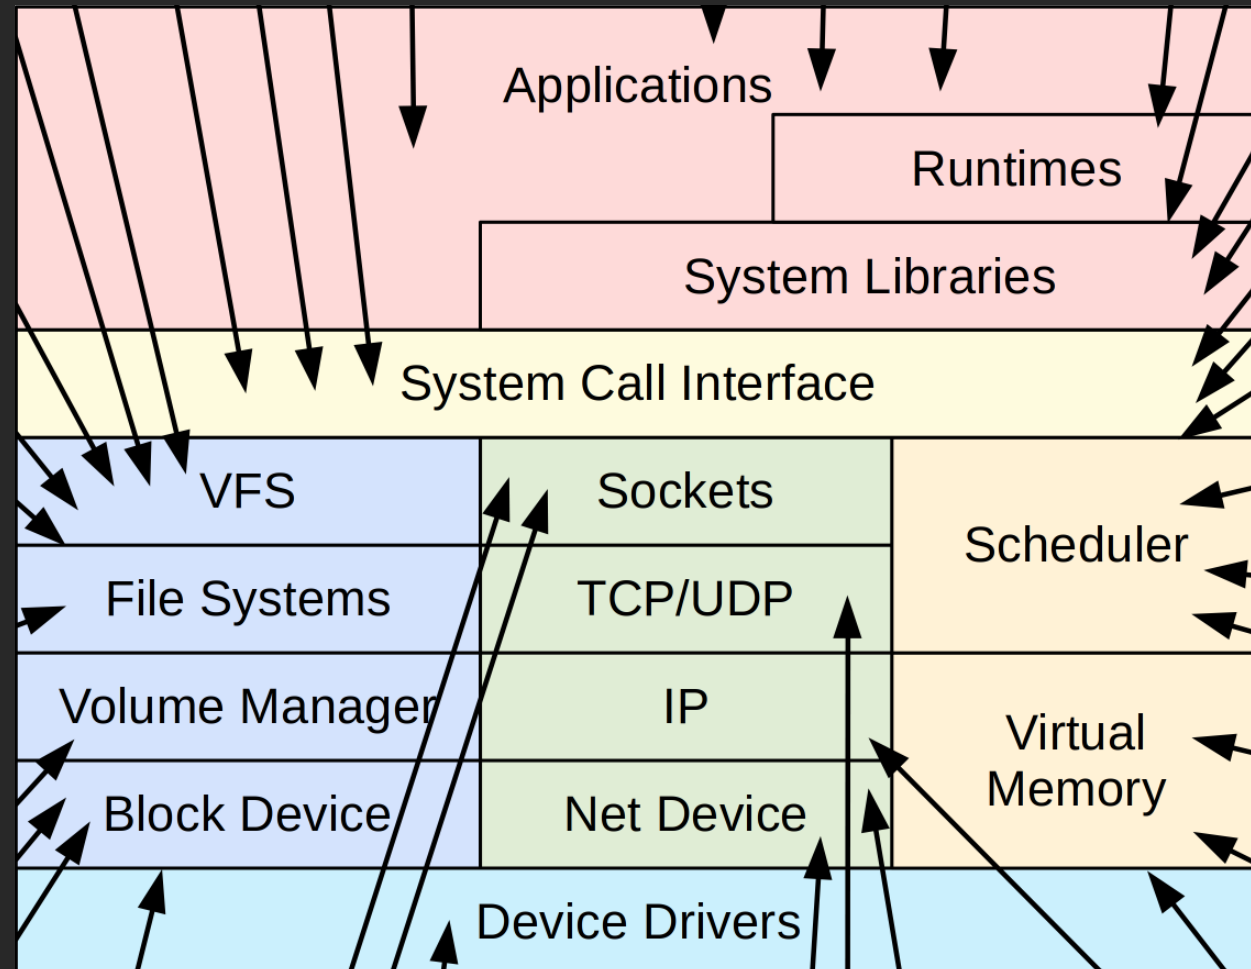 Applications
Runtimes
System Libraries
System Call Interface
VFS
Sockets
Scheduler
File Systems
TCP/UDP
Volume Manager
IP
Virtual
Memory
Block Device
Net Device
Device Drivers